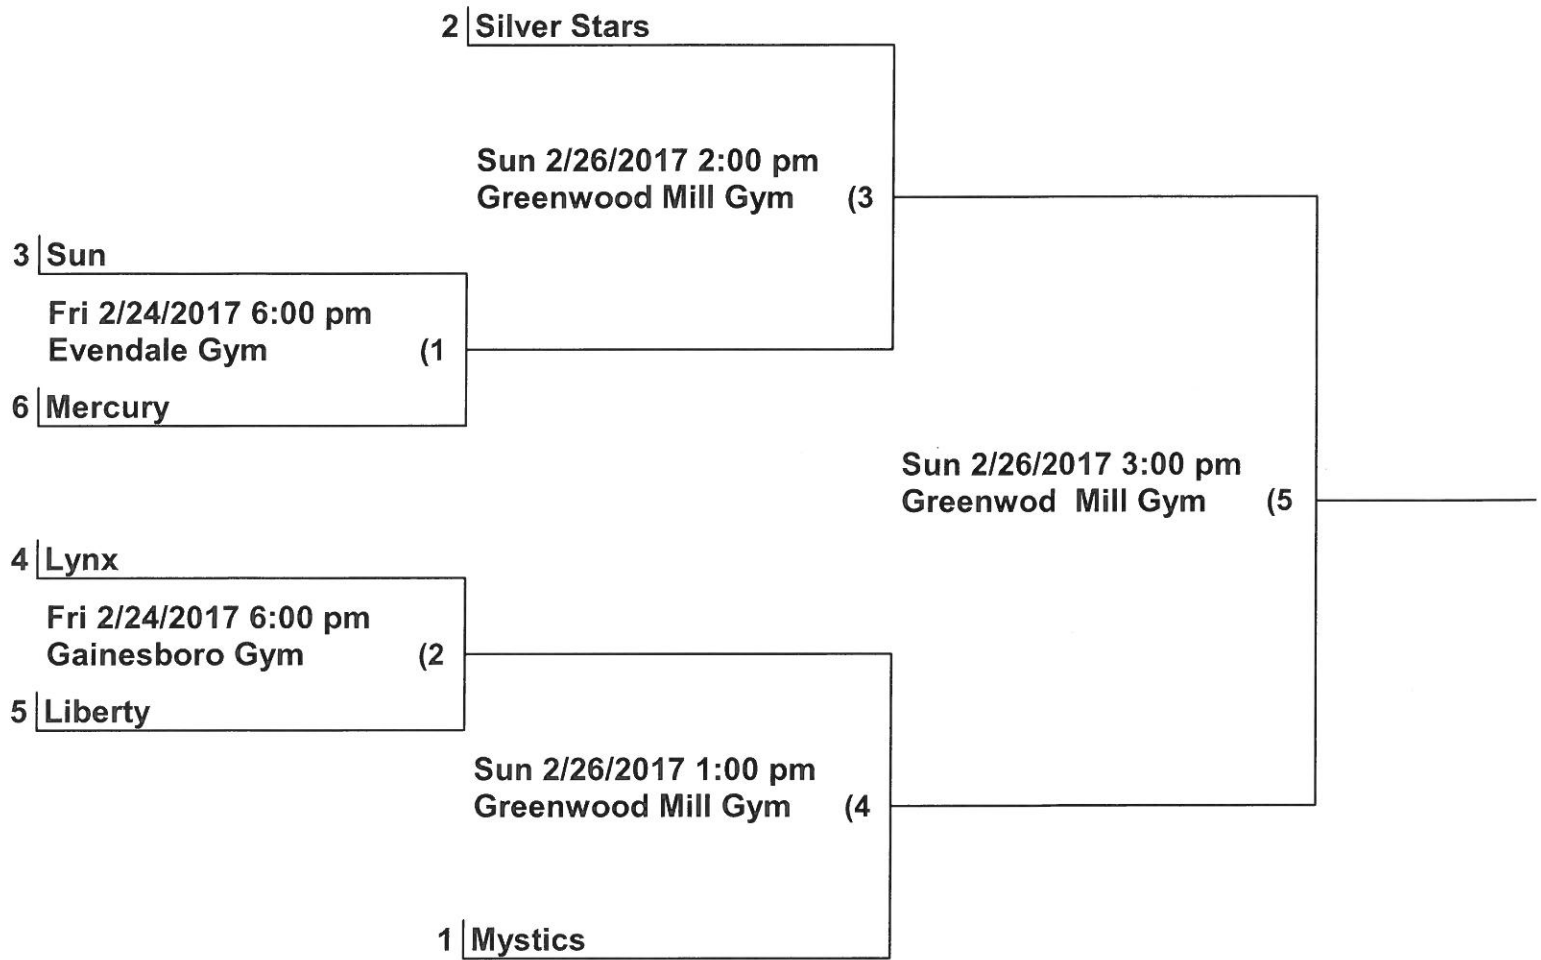 2 Silver Stars
Sun 2/26/2017 2:00 pm
Greenwood Mill Gym (3
3 Sun
Fri 2/24/2017 6:00 pm
Evendale Gym (1
6 Mercury
Sun 2/26/2017 3:00 pm
Greenwod Mill Gym (5
4 Lynx
Fri 2/24/2017 6:00 pm
Gainesboro Gym (2
5 Liberty
Sun 2/26/2017 1:00 pm
Greenwood Mill Gym (4
1 Mystics